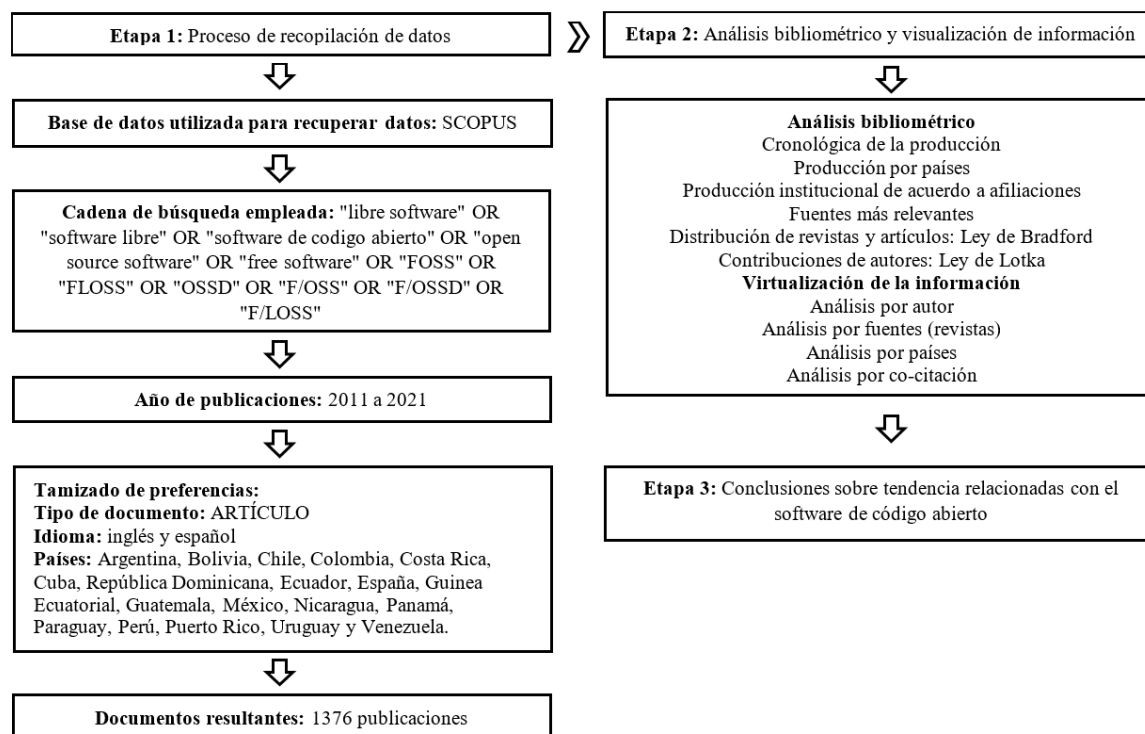 Etapa 1: Proceso de recopilación de datos
Base de datos utilizada para recuperar datos: SCOPUS
Cadena de búsqueda empleada: "libre software" OR
"software libre" OR "software de codigo abierto" OR "open
source software" OR "free software" OR "FOSS" OR
"FLOSS" OR "OSSD" OR "F/OSS" OR "F/OSSD" OR
"F/LOSS"
Año de publicaciones: 2011 a 2021
Tamizado de preferencias:
Tipo de documento: ARTÍCULO
Idioma: inglés y español
Países: Argentina, Bolivia, Chile, Colombia, Costa Rica,
Cuba, República Dominicana, Ecuador, España, Guinea
Ecuatorial, Guatemala, México, Nicaragua, Panamá,
Paraguay, Perú, Puerto Rico, Uruguay y Venezuela.
Documentos resultantes: 1376 publicaciones
Etapa 2: Análisis bibliométrico y visualización de información
Análisis bibliométrico
Cronológica de la producción
Producción por países
Producción institucional de acuerdo a afiliaciones
Fuentes más relevantes
Distribución de revistas y artículos: Ley de Bradford
Contribuciones de autores: Ley de Lotka
Virtualización de la información
Análisis por autor
Análisis por fuentes (revistas)
Análisis por países
Análisis por co-citación
Etapa 3: Conclusiones sobre tendencia relacionadas con el
software de código abierto